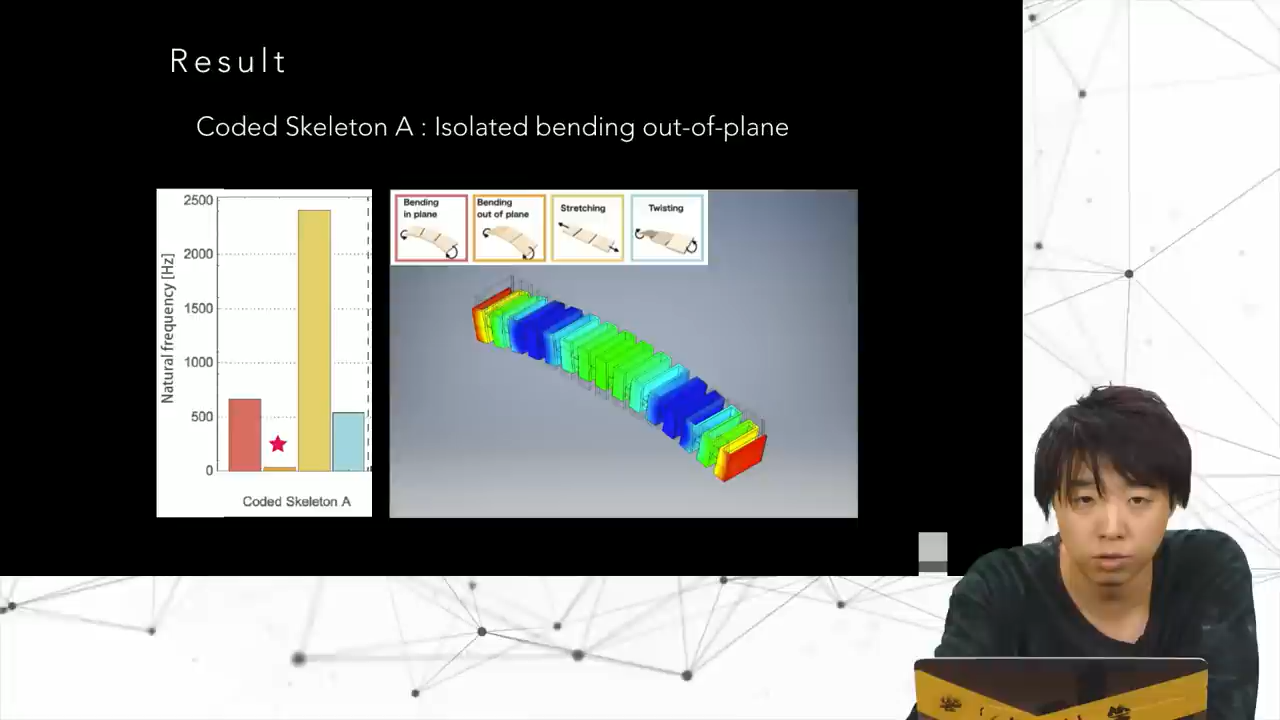 Result
Coded Skeleton A : Isolated bending out-of-plane
Natural frequency [Hz]
2500
2000
1500
1000
500
0
Coded Skeleton A
Bending
in plane
Bending
out of plane
Stretching
Twisting